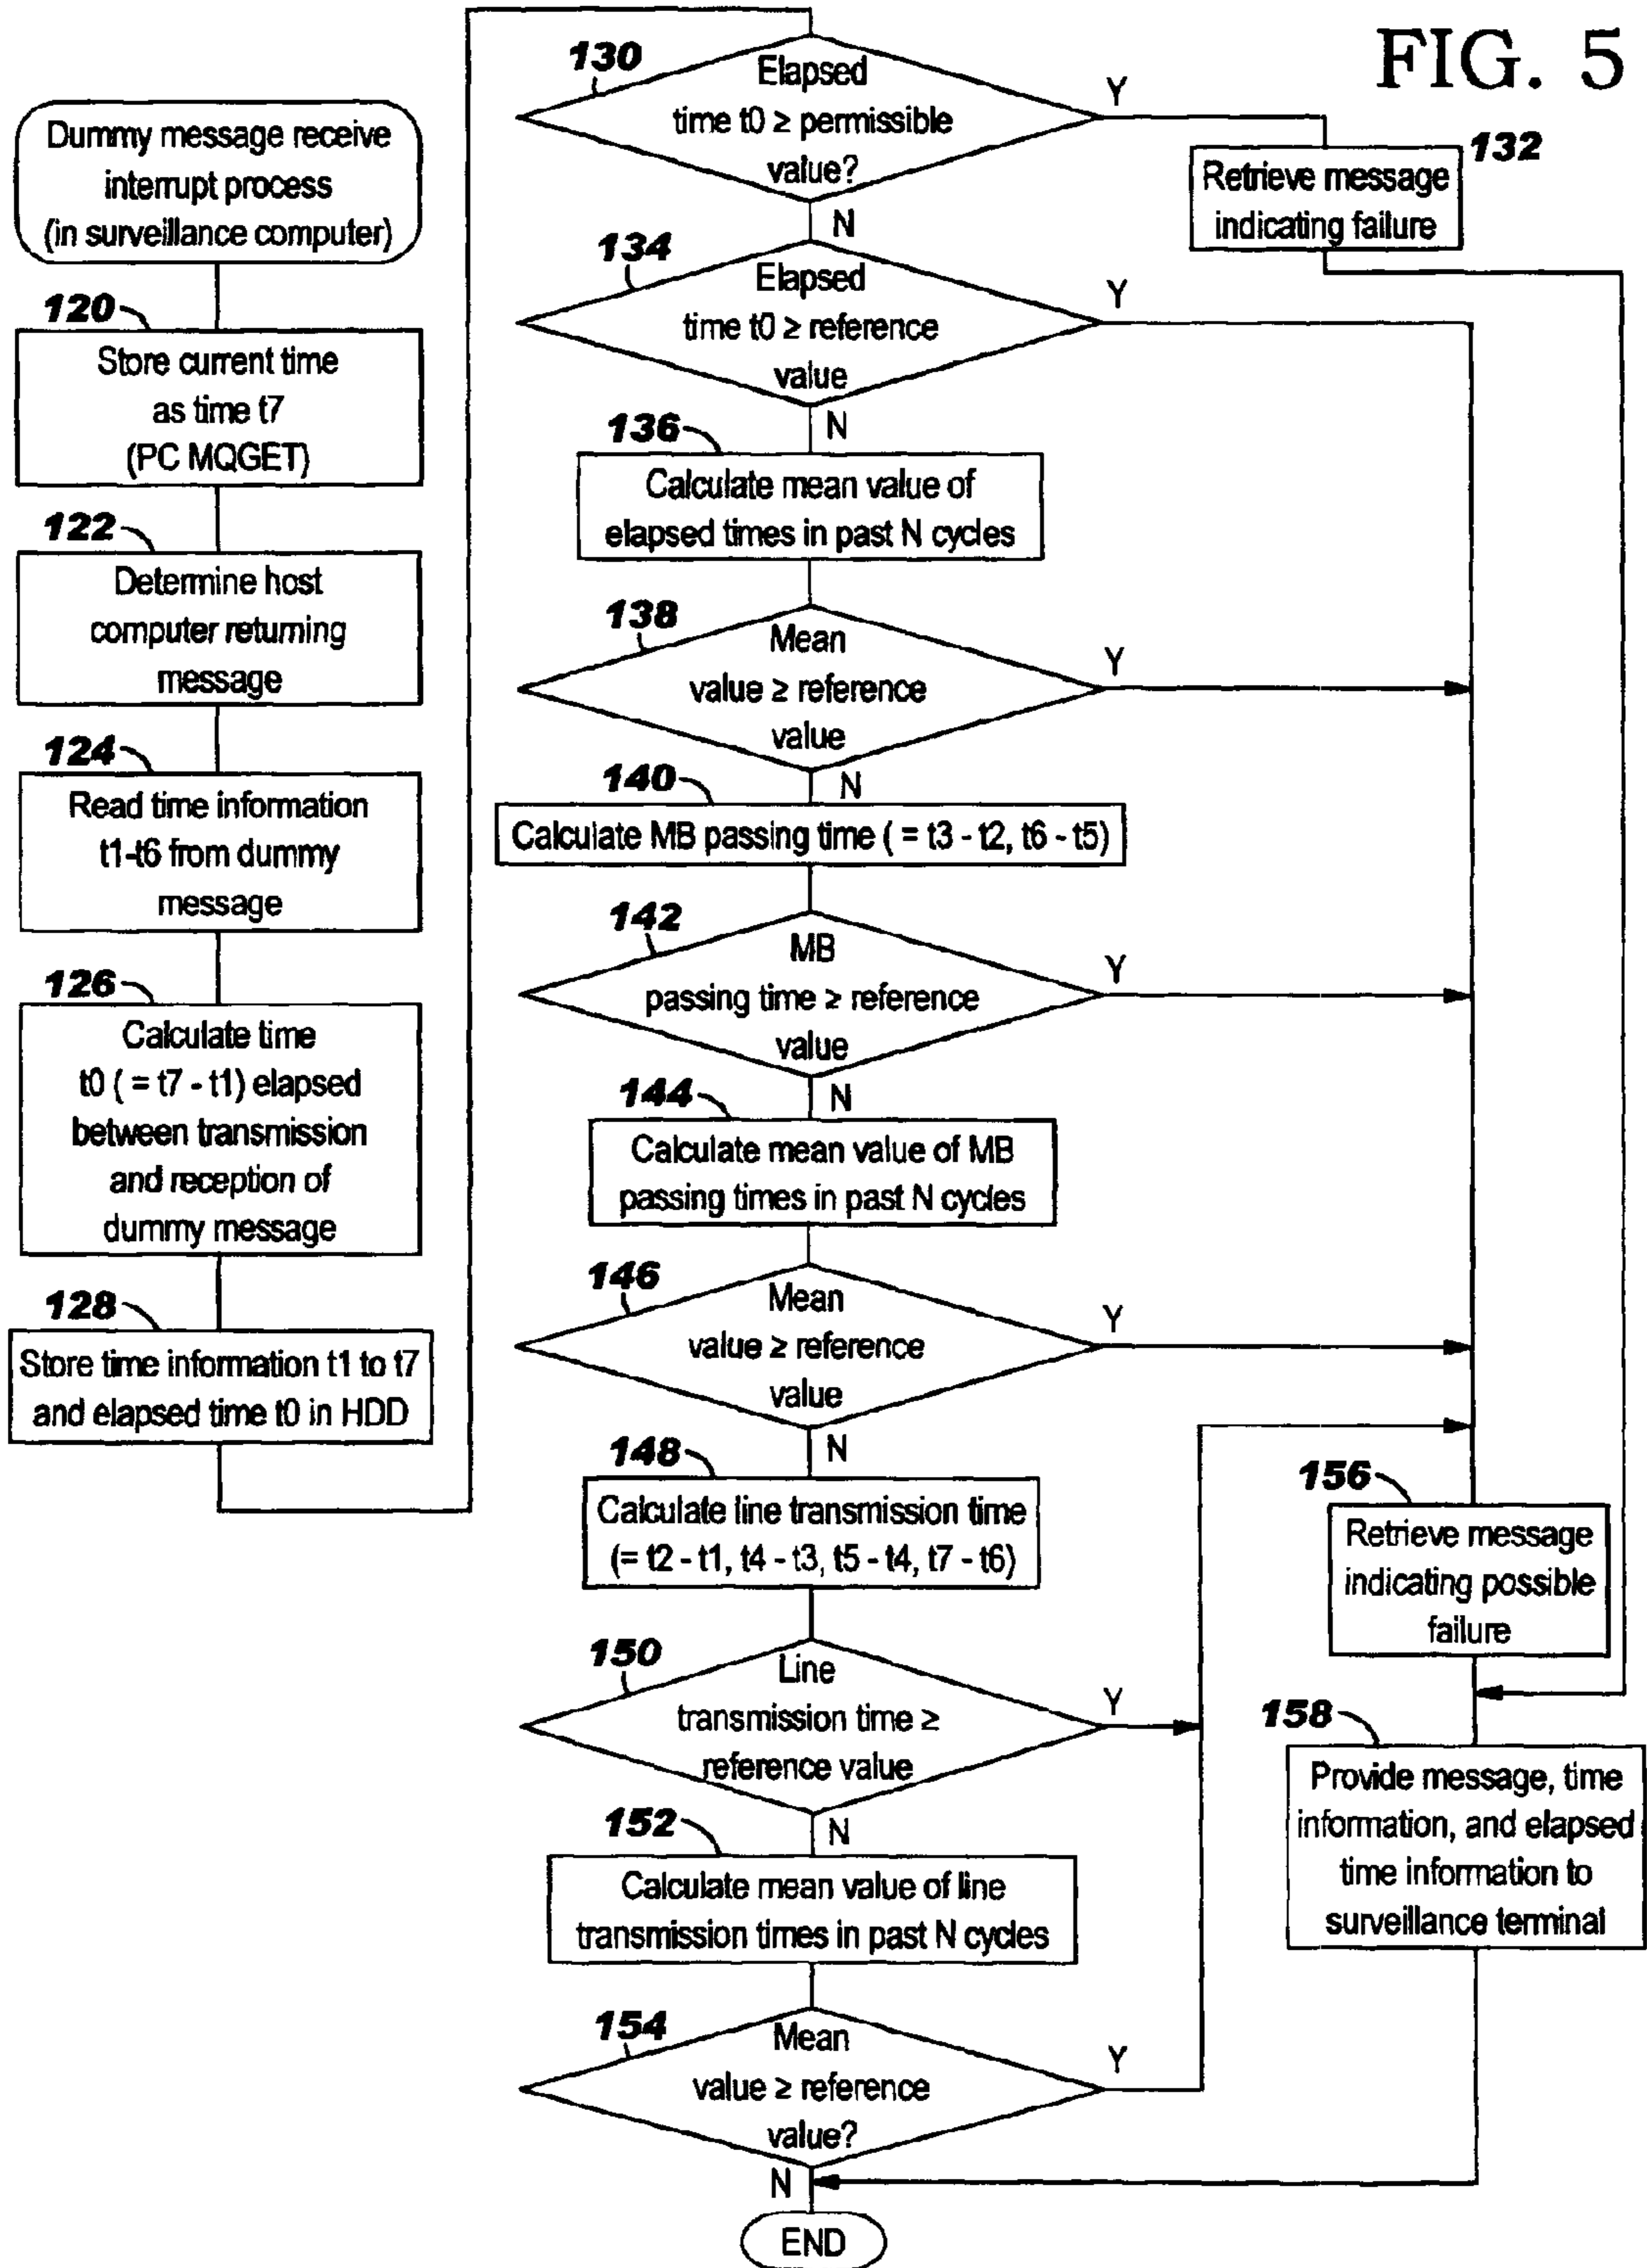 FIG. 5
Dummy message receive
interrupt process
(in surveillance computer)
120
Store current time
as time t7
(PC MQGET)
122
Determine host
computer returning
message
124
Read time information
t1-t6 from dummy
message
126
Calculate time
t0 ( = t7 - t1) elapsed
between transmission
and reception of
dummy message
128
Store time information t1 to t7
and elapsed time t0 in HDD
130
Elapsed
time t0 ≥ permissible
value?
Y
N
132
Retrieve message
indicating failure
134
Elapsed
time t0 ≥ reference
value
Y
N
136
Calculate mean value of
elapsed times in past N cycles
138
Mean
value ≥ reference
value
Y
N
140
Calculate MB passing time ( = t3 - t2, t6 - t5)
142
MB
passing time ≥ reference
value
Y
N
144
Calculate mean value of MB
passing times in past N cycles
146
Mean
value ≥ reference
value
Y
N
148
Calculate line transmission time
(= t2 - t1, t4 - t3, t5 - t4, t7 - t6)
150
Line
transmission time ≥
reference value
Y
N
152
Calculate mean value of line
transmission times in past N cycles
154
Mean
value ≥ reference
value?
Y
N
156
Retrieve message
indicating possible
failure
158
Provide message, time
information, and elapsed
time information to
surveillance terminal
END